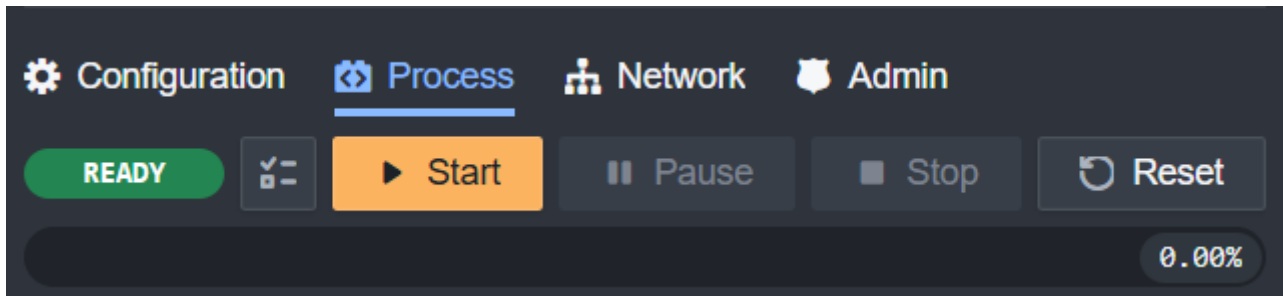 Configuration Process Network Admin
READY Start Pause Stop Reset
0.00%